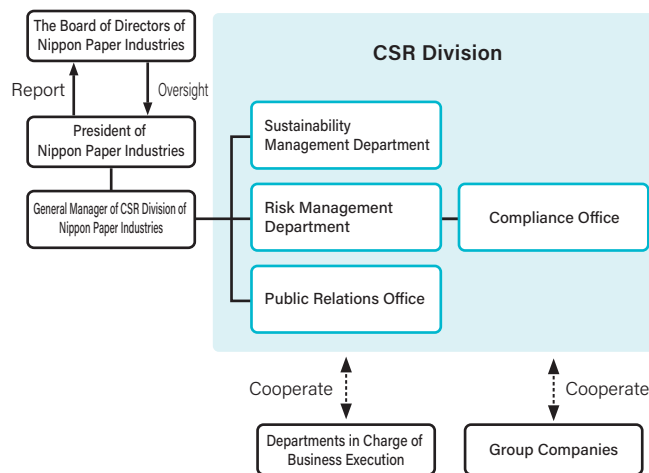 The Board of Directors of
Nippon Paper Industries
Report
Oversight
President of
Nippon Paper Industries
General Manager of CSR Division of
Nippon Paper Industries
CSR Division
Sustainability
Management Department
Risk Management
Department
Compliance Office
Public Relations Office
Cooperate
Cooperate
Departments in Charge of
Business Execution
Group Companies